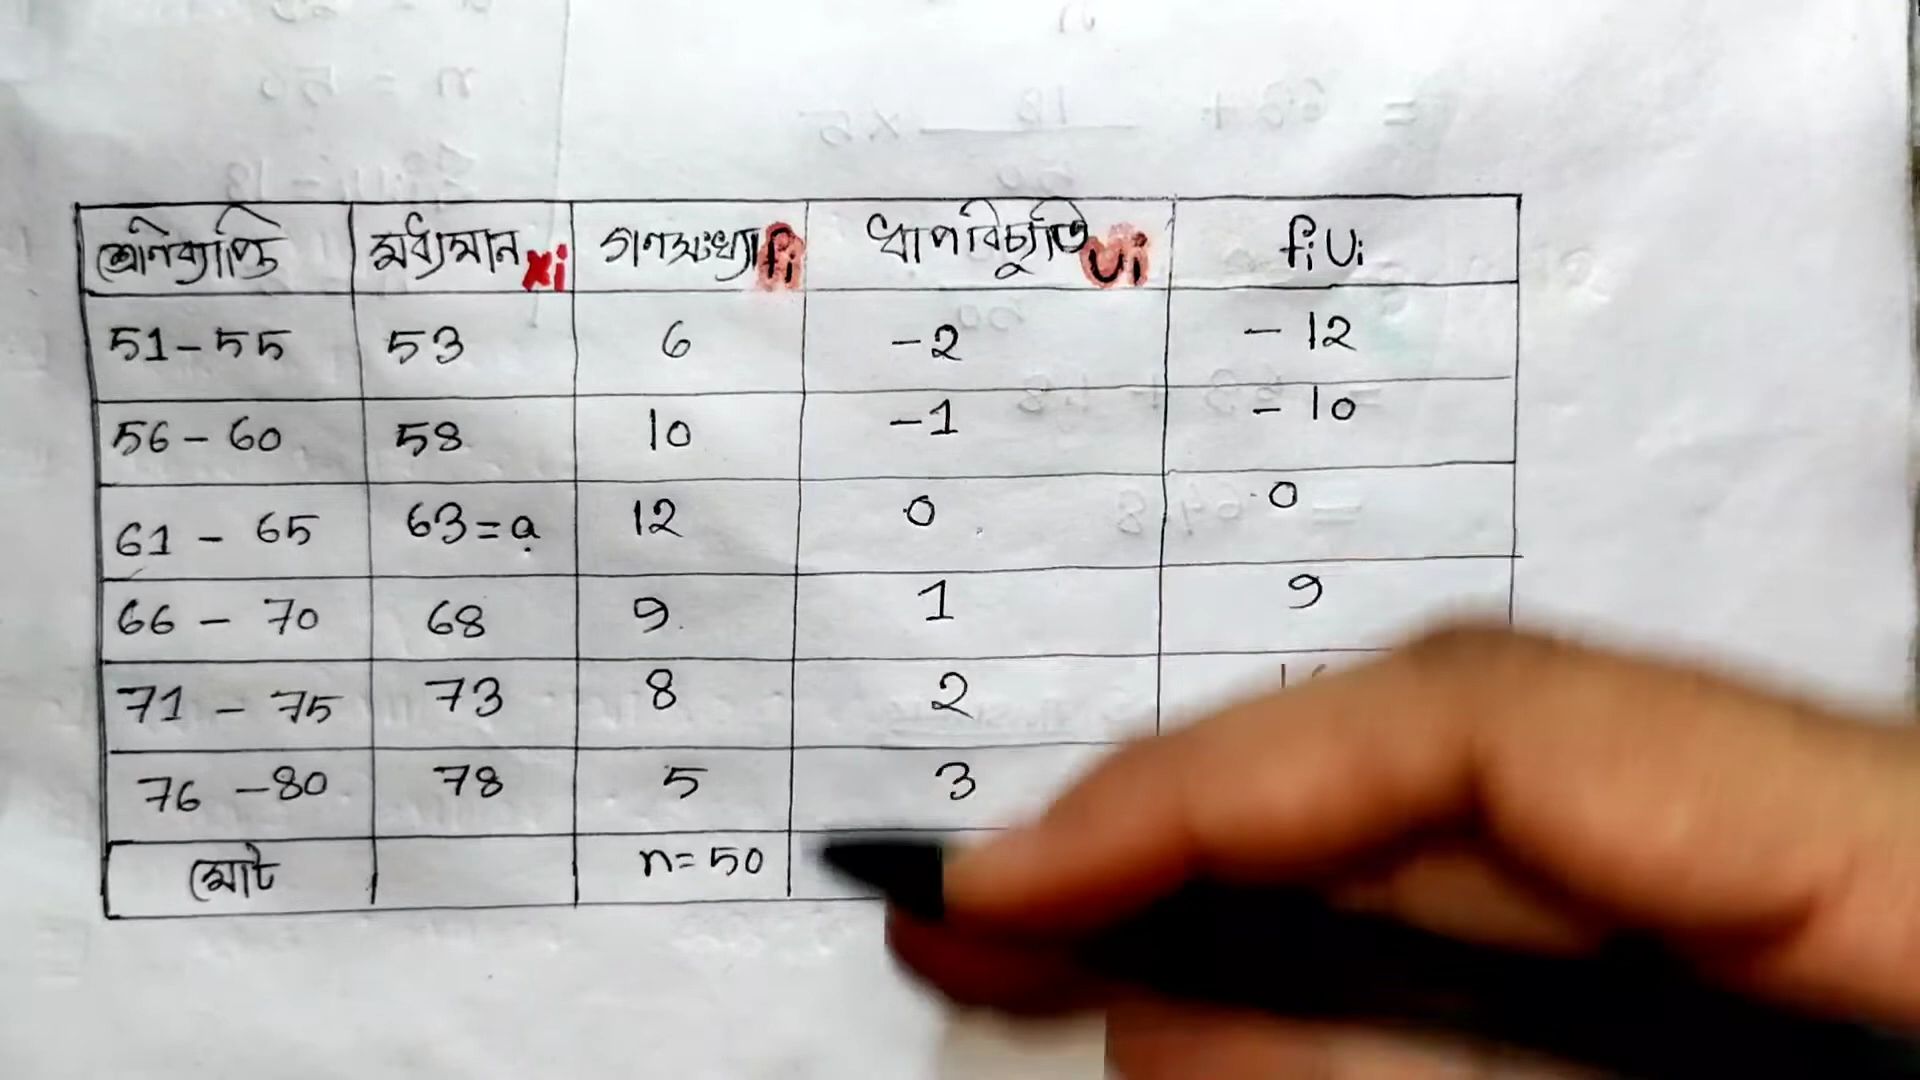 শ্রেনিব্যাপ্তি মধ্যমান xi গণসংখ্যা fi ধাপবিচ্যুতি ui fiui
51-55 53 6 -2 -12
56-60 58 10 -1 -10
61-65 63=a 12 0 0
66-70 68 9 1 9
71-75 73 8 2
76-80 78 5 3
মোট n=50